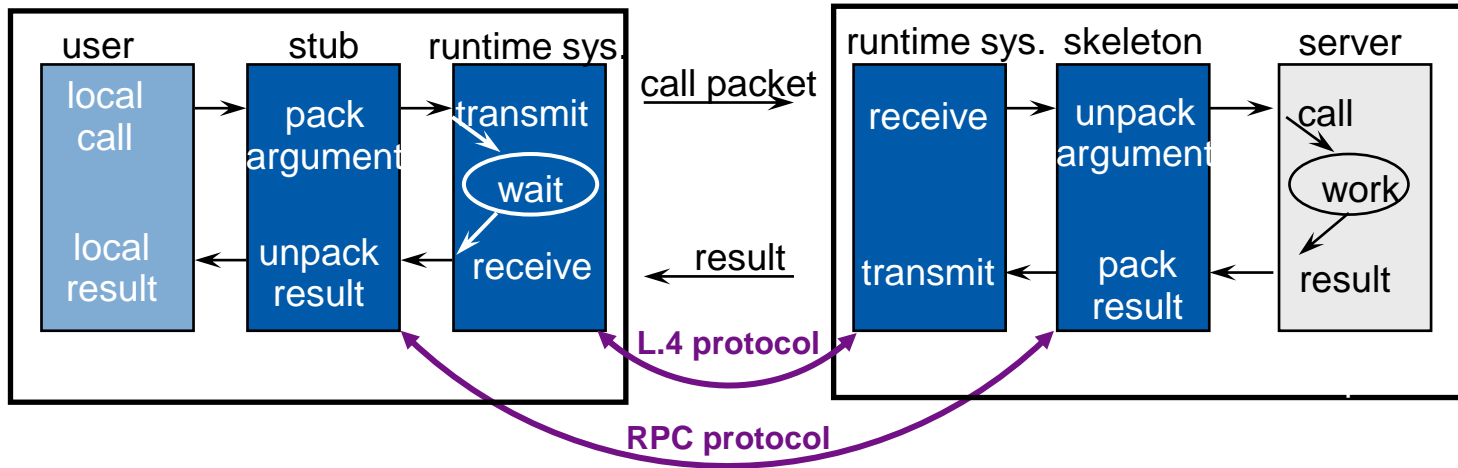 user
stub
runtime sys.
local
call
pack
argument
transmit
wait
local
result
unpack
result
receive
call packet
result
runtime sys.
skeleton
server
receive
unpack
argument
call
work
transmit
pack
result
result
L.4 protocol
RPC protocol